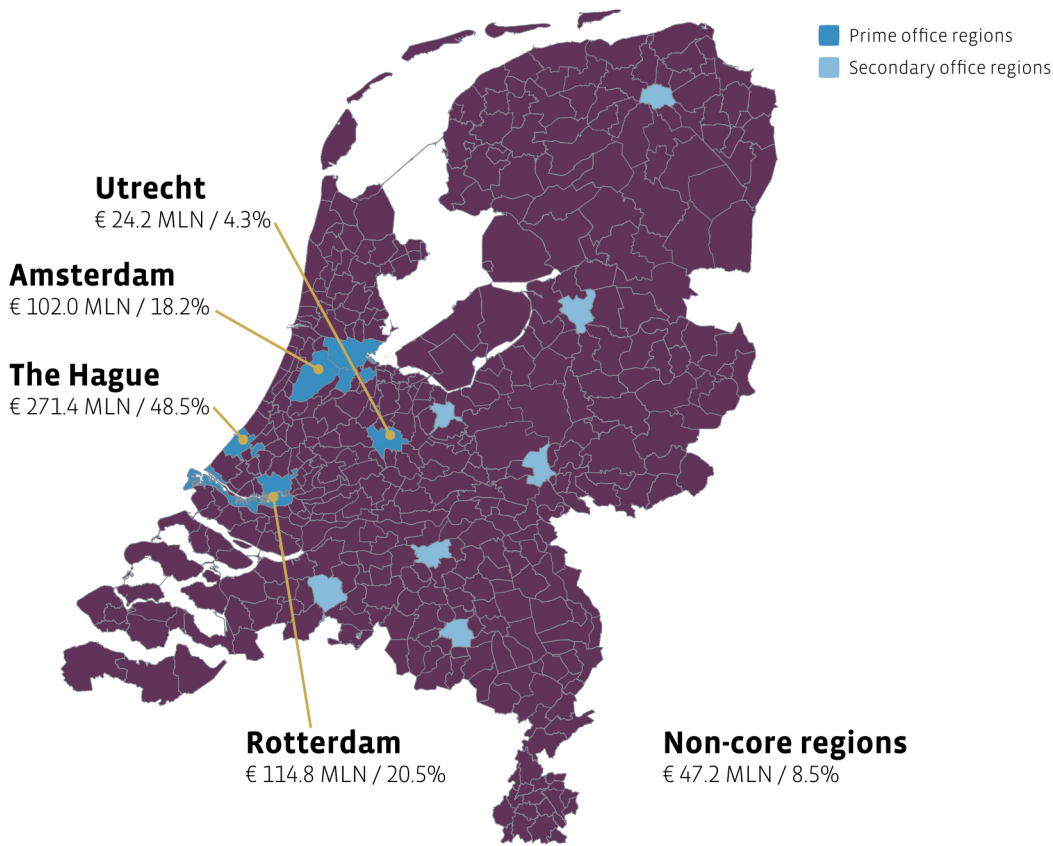 Prime office regions
Secondary office regions
Utrecht
€ 24.2 MLN / 4.3%
Amsterdam
€ 102.0 MLN / 18.2%
The Hague
€ 271.4 MLN / 48.5%
Rotterdam
€ 114.8 MLN / 20.5%
Non-core regions
€ 47.2 MLN / 8.5%